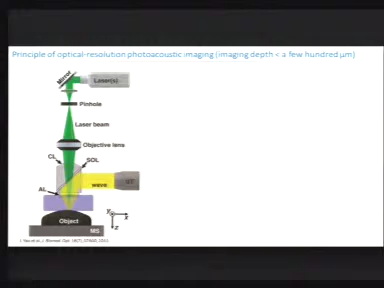 Principle of optical-resolution photoacoustic imaging (imaging depth < a few hundred µm)
Mirror
Laser(s)
Pinhole
Laser beam
Objective lens
CL
SOL
wave
UT
AL
Object
y
x
z
MS